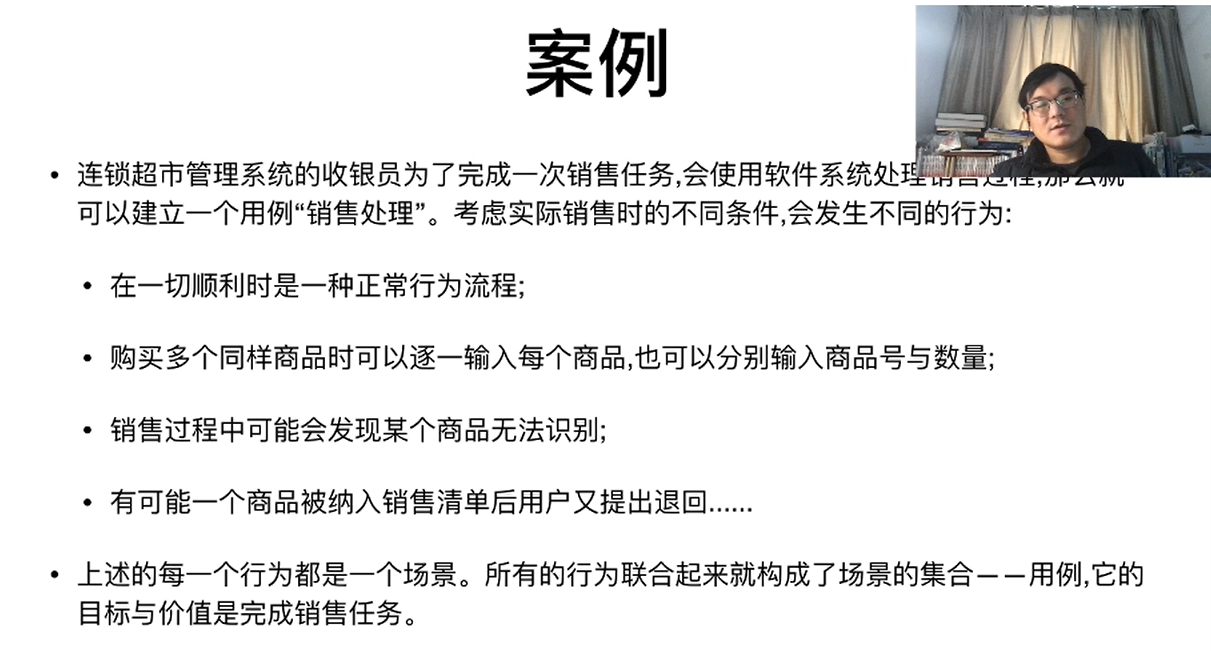 案例
• 连锁超市管理系统的收银员为了完成一次销售任务,会使用软件系统处理销售过程,那么就
可以建立一个用例“销售处理”。考虑实际销售时的不同条件,会发生不同的行为:
• 在一切顺利时是一种正常行为流程;
• 购买多个同样商品时可以逐一输入每个商品,也可以分别输入商品号与数量;
• 销售过程中可能会发现某个商品无法识别;
• 有可能一个商品被纳入销售清单后用户又提出退回……
• 上述的每一个行为都是一个场景。所有的行为联合起来就构成了场景的集合——用例,它的
目标与价值是完成销售任务。